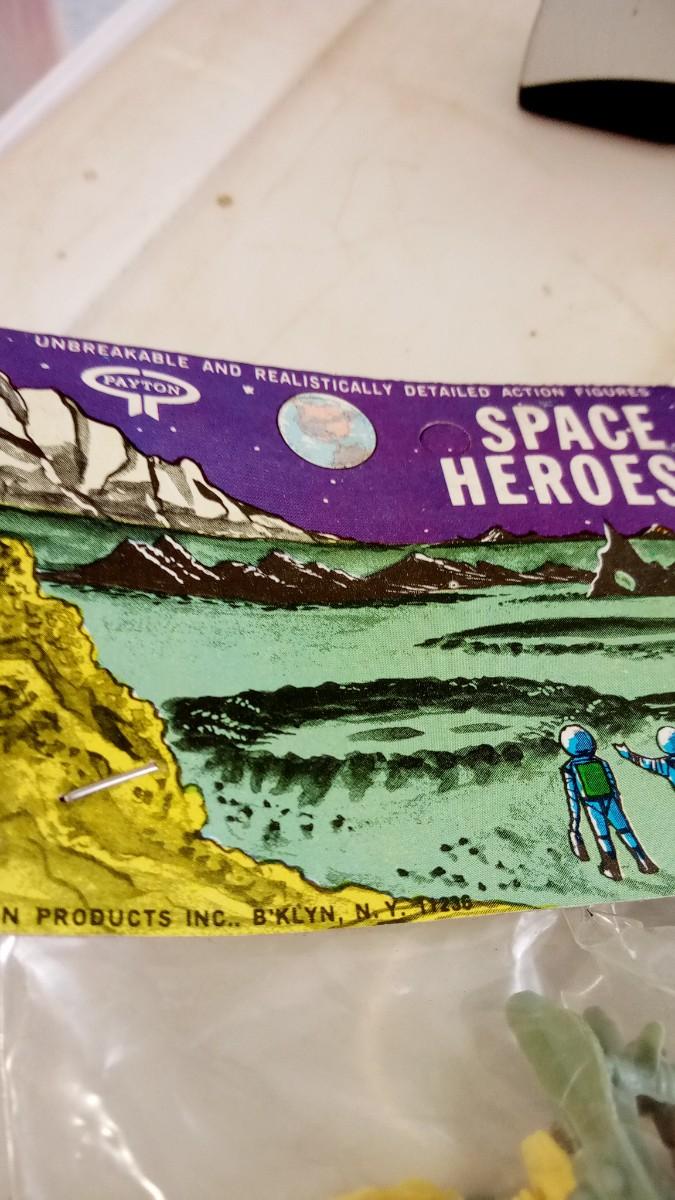 UNBREAKABLE AND REALISTICALLY DETAILED ACTION FIGURES
PAYTON
SPACE
HEROES
N PRODUCTS INC.. B'KLYN, N.Y. 11236